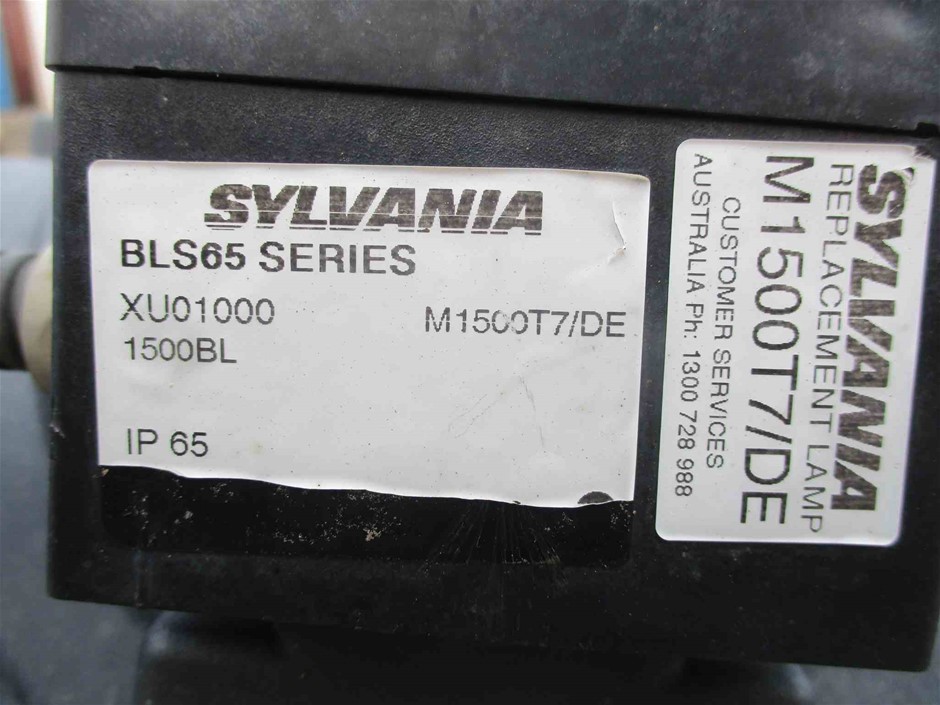 SYLVANIA
BLS65 SERIES
XU01000 M1500T7/DE
1500BL
IP 65
SYLVANIA
REPLACEMENT LAMP
M1500T7/DE
CUSTOMER SERVICES
AUSTRALIA Ph: 1300 728 988